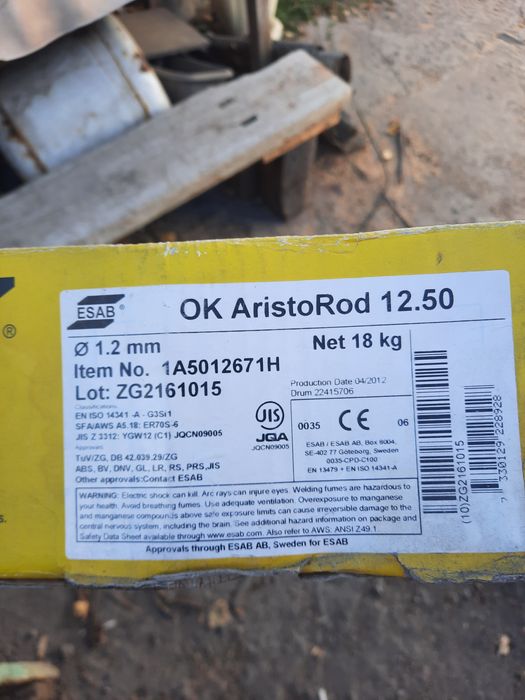 ESAB
®
OK AristoRod 12.50
Ø 1.2 mm
Net 18 kg
Item No. 1A5012671H
Lot: ZG2161015
Production Date 04/2012
Drum 22415706
Classifications
EN ISO 14341 -A - G3Si1
SFA/AWS A5.18: ER70S-6
JIS Z 3312: YGW12 (C1) JQCN09005
Approvals
TüV/ZG, DB 42.039.29/ZG
ABS, BV, DNV, GL, LR, RS, PRS,JIS
Other approvals:Contact ESAB
JIS
JQA
JQCN09005
0035 CE 06
ESAB / ESAB AB, Box 8004,
SE-402 77 Göteborg, Sweden
0035-CPD-C100
EN 13479 + EN ISO 14341-A
WARNING: Electric shock can kill. Arc rays can injure eyes. Welding fumes are hazardous to
your health. Avoid breathing fumes. Use adequate ventilation. Overexposure to manganese
and manganese compounds above safe exposure limits can cause irreversible damage to the
central nervous system, including the brain. See additional hazard information on package and
Safety Data Sheet available through www.esab.com. Also refer to AWS. ANSI Z49.1.
Approvals through ESAB AB, Sweden for ESAB
(10)ZG2161015
7 330129 228928
s.